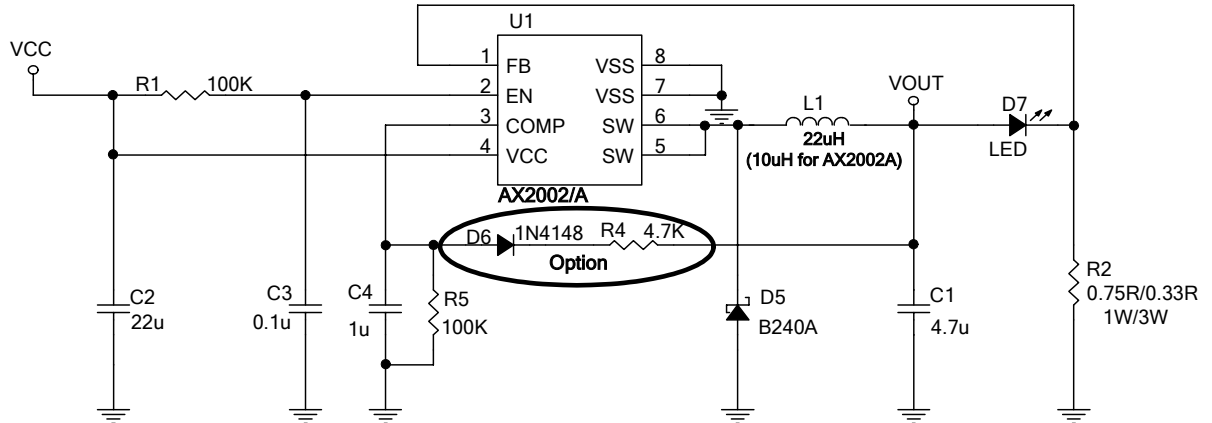 U1
VCC
R1 100K
1 FB
2 EN
3 COMP
4 VCC
VSS 8
VSS 7
SW 6
SW 5
AX2002/A
L1
22uH
(10uH for AX2002A)
VOUT
D7
LED
D6 1N4148 R4 4.7K
Option
C2
22u
C3
0.1u
C4
1u
R5
100K
D5
B240A
C1
4.7u
R2
0.75R/0.33R
1W/3W